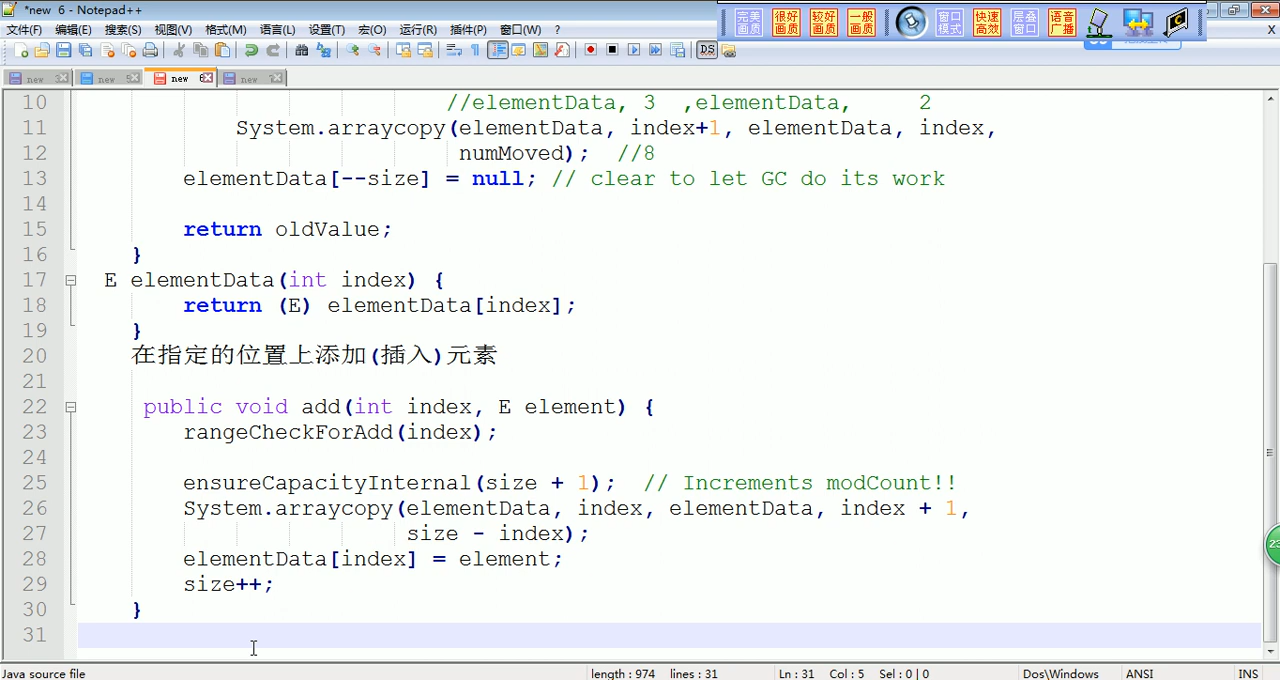 *new  6 - Notepad++
完美画质 很好画质 较好画质 一般画质 窗口模式 快速高效 层叠窗口 语音广播
文件(F) 编辑(E) 搜索(S) 视图(V) 格式(M) 语言(L) 设置(T) 宏(O) 运行(R) 插件(P) 窗口(W) ? X
new 6
10 //elementData, 3  ,elementData,     2
11 System.arraycopy(elementData, index+1, elementData, index,
12 numMoved);  //8
13 elementData[--size] = null; // clear to let GC do its work
14
15 return oldValue;
16 }
17 E elementData(int index) {
18 return (E) elementData[index];
19 }
20 在指定的位置上添加(插入)元素
21
22 public void add(int index, E element) {
23 rangeCheckForAdd(index);
24
25 ensureCapacityInternal(size + 1);  // Increments modCount!!
26 System.arraycopy(elementData, index, elementData, index + 1,
27 size - index);
28 elementData[index] = element;
29 size++;
30 }
31
Java source file length : 974 lines : 31 Ln : 31 Col : 5 Sel : 0 | 0 Dos\Windows ANSI INS